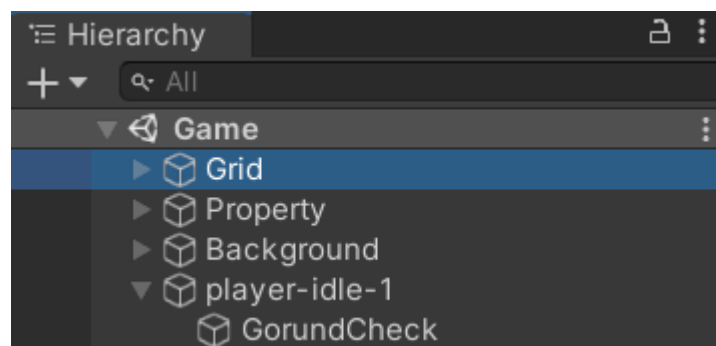 Hierarchy
All
Game
Grid
Property
Background
player-idle-1
GorundCheck